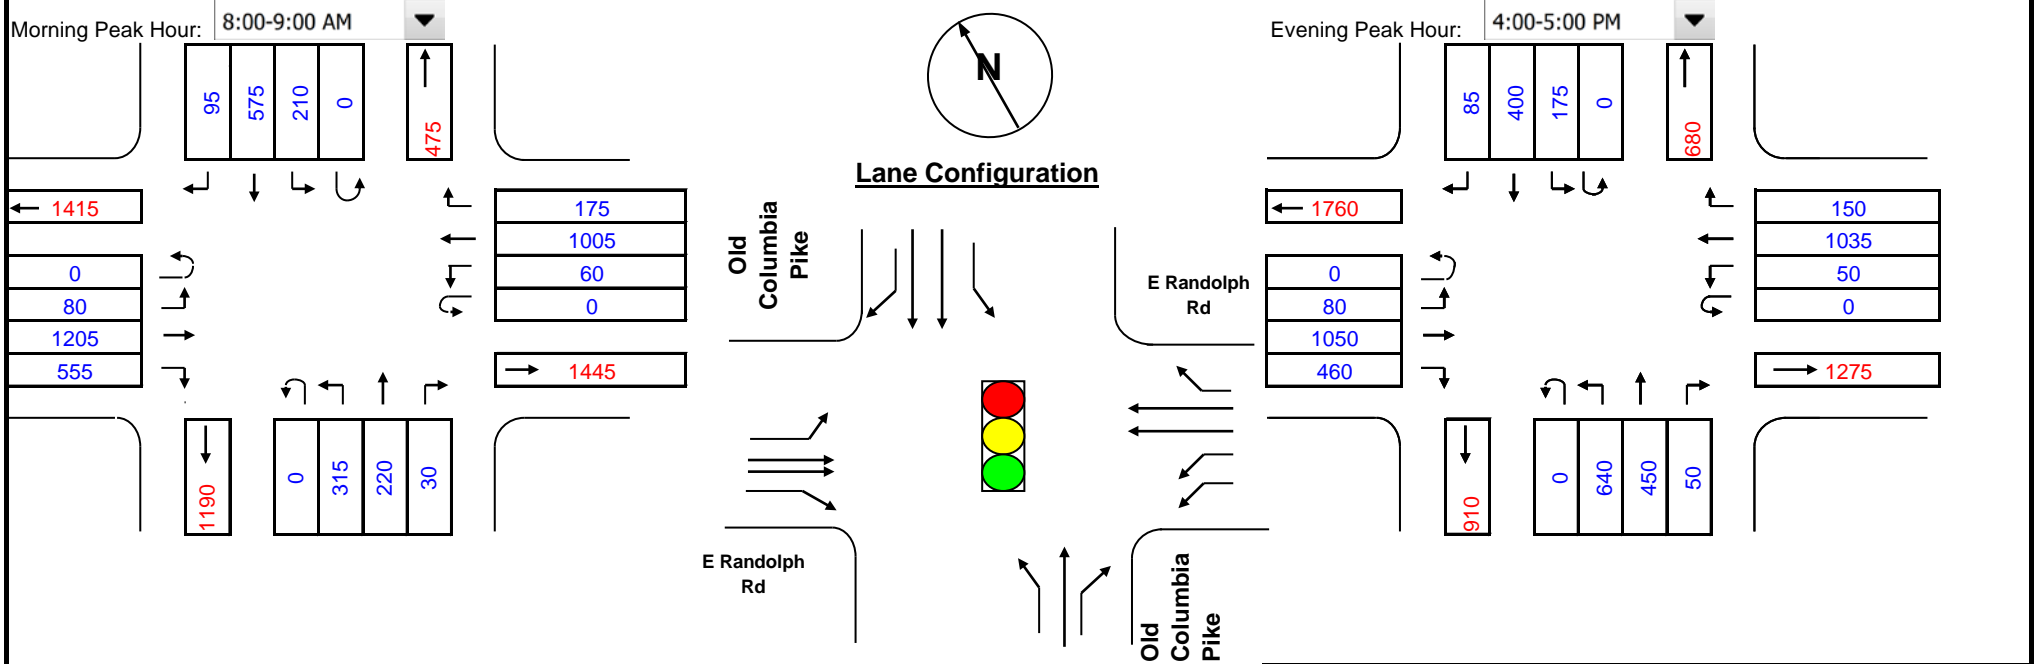 Morning Peak Hour: 8:00-9:00 AM
95 575 210 0
475
1415
0
80
1205
555
175
1005
60
0
1445
1190
0 315 220 30
N
Lane Configuration
Old
Columbia
Pike
E Randolph
Rd
E Randolph
Rd
Old
Columbia
Pike
Evening Peak Hour: 4:00-5:00 PM
85 400 175 0
680
1760
0
80
1050
460
150
1035
50
0
1275
910
0 640 450 50